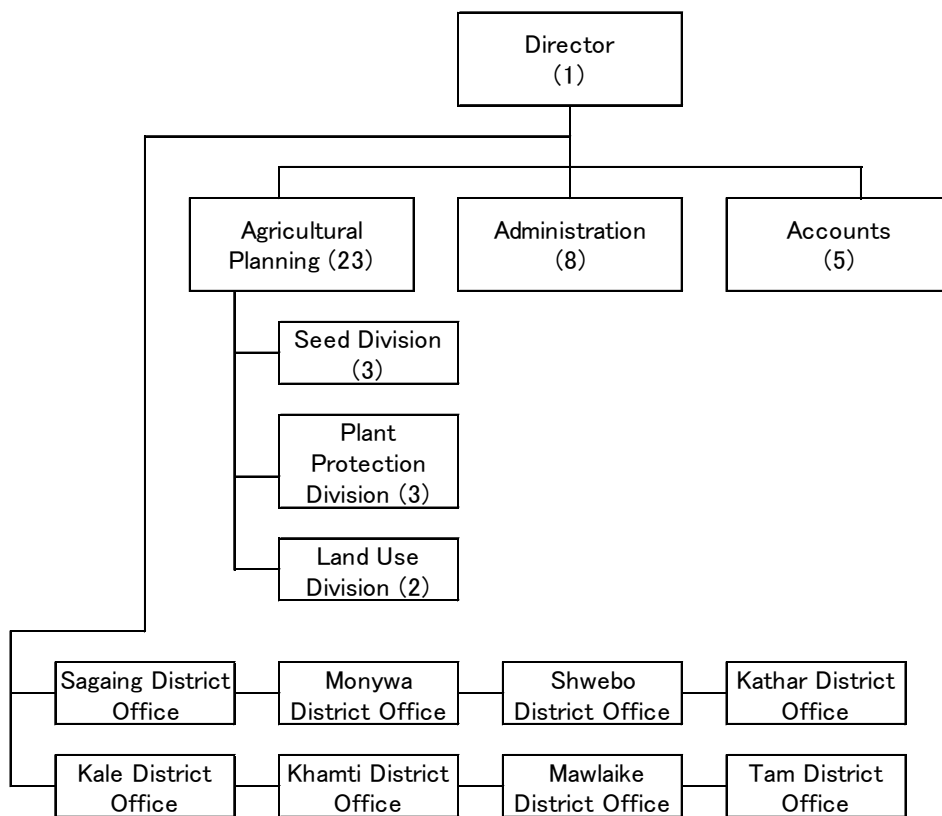 Director
(1)
Agricultural
Planning (23)
Administration
(8)
Accounts
(5)
Seed Division
(3)
Plant
Protection
Division (3)
Land Use
Division (2)
Sagaing District
Office
Monywa
District Office
Shwebo
District Office
Kathar District
Office
Kale District
Office
Khamti District
Office
Mawlaike
District Office
Tam District
Office